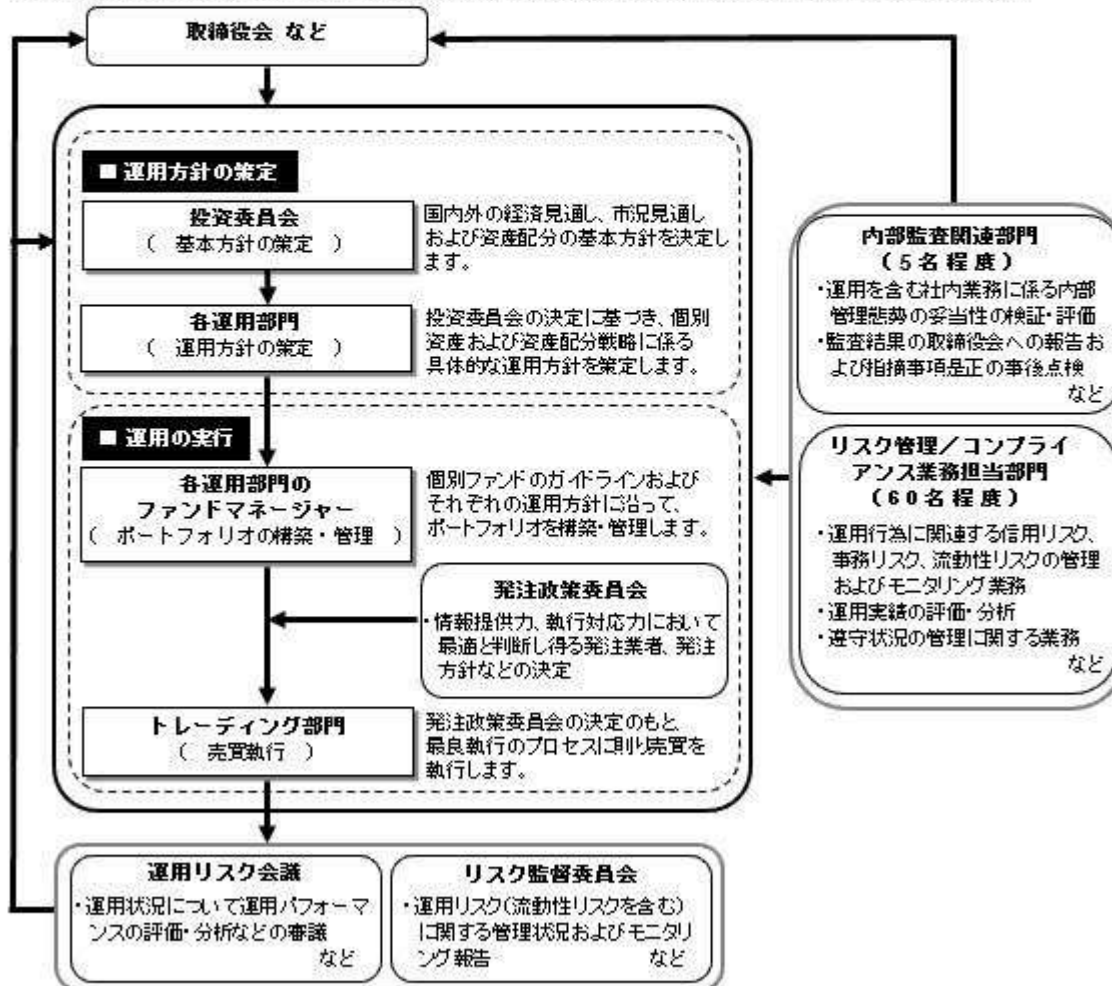 取締役会 など
■ 運用方針の策定
投資委員会
( 基本方針の策定 )
国内外の経済見通し、市況見通し
および資産配分の基本方針を決定し
ます。
各運用部門
( 運用方針の策定 )
投資委員会の決定に基づき、個別
資産および資産配分戦略に係る
具体的な運用方針を策定します。
■ 運用の実行
各運用部門の
ファンドマネージャー
( ポートフォリオの構築・管理 )
個別ファンドのガイドラインおよび
それぞれの運用方針に沿って、
ポートフォリオを構築・管理します。
発注政策委員会
・情報提供力、執行対応力において
最適と判断し得る発注業者、発注
方針などの決定
トレーディング部門
( 売買執行 )
発注政策委員会の決定のもと、
最良執行のプロセスに則り売買を
執行します。
運用リスク会議
・運用状況について運用パフォーマ
ンスの評価・分析などの審議
など
リスク監督委員会
・運用リスク(流動性リスクを含む)
に関する管理状況およびモニタリ
ング報告 など
内部監査関連部門
(5名程度)
・運用を含む社内業務に係る内部
管理態勢の妥当性の検証・評価
・監査結果の取締役会への報告お
よび指摘事項是正の事後点検
など
リスク管理/コンプライ
アンス業務担当部門
(60名程度)
・運用行為に関連する信用リスク、
事務リスク、流動性リスクの管理
およびモニタリング業務
・運用実績の評価・分析
・遵守状況の管理に関する業務
など